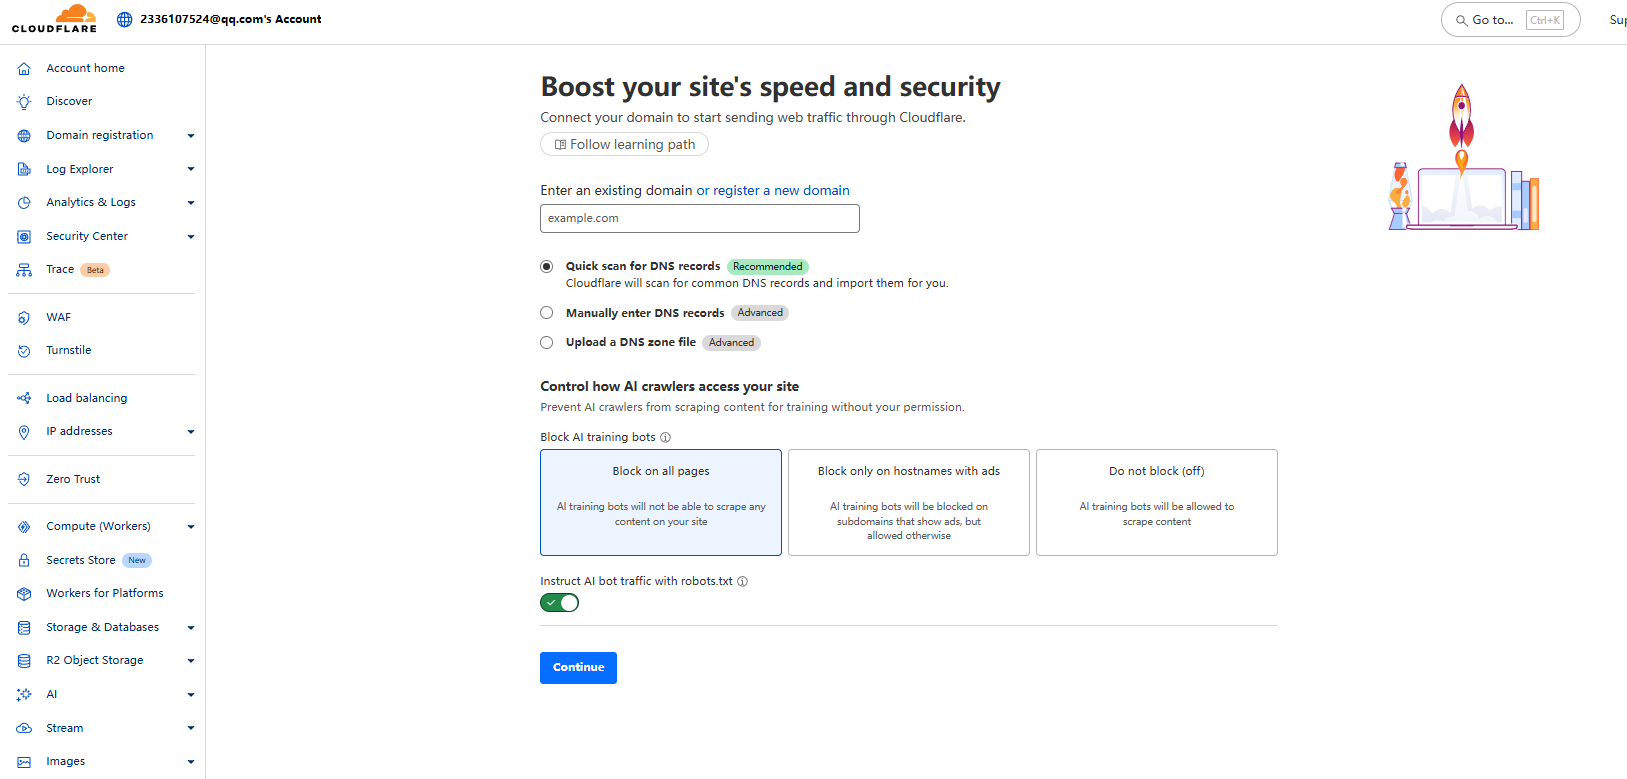 CLOUDFLARE
2336107524@qq.com's Account
Go to... Ctrl+K
Account home
Discover
Domain registration
Log Explorer
Analytics & Logs
Security Center
Trace Beta
WAF
Turnstile
Load balancing
IP addresses
Zero Trust
Compute (Workers)
Secrets Store New
Workers for Platforms
Storage & Databases
R2 Object Storage
AI
Stream
Images
Boost your site's speed and security
Connect your domain to start sending web traffic through Cloudflare.
Follow learning path
Enter an existing domain or register a new domain
example.com
Quick scan for DNS records Recommended
Cloudflare will scan for common DNS records and import them for you.
Manually enter DNS records Advanced
Upload a DNS zone file Advanced
Control how AI crawlers access your site
Prevent AI crawlers from scraping content for training without your permission.
Block AI training bots
Block on all pages
AI training bots will not be able to scrape any
content on your site
Block only on hostnames with ads
AI training bots will be blocked on
subdomains that show ads, but
allowed otherwise
Do not block (off)
AI training bots will be allowed to
scrape content
Instruct AI bot traffic with robots.txt
Continue